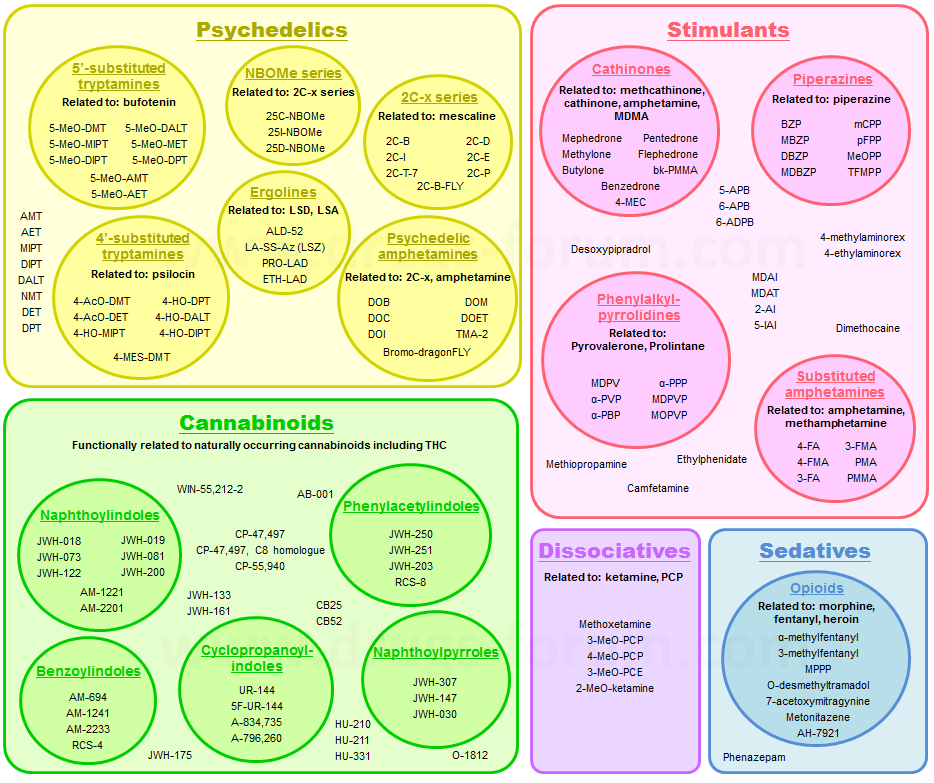 Psychedelics
5’-substituted
tryptamines
Related to: bufotenin
5-MeO-DMT 5-MeO-DALT
5-MeO-MIPT 5-MeO-MET
5-MeO-DIPT 5-MeO-DPT
5-MeO-AMT
5-MeO-AET
NBOMe series
Related to: 2C-x series
25C-NBOMe
25I-NBOMe
25D-NBOMe
2C-x series
Related to: mescaline
2C-B 2C-D
2C-I 2C-E
2C-T-7 2C-P
2C-B-FLY
Ergolines
Related to: LSD, LSA
ALD-52
LA-SS-Az (LSZ)
PRO-LAD
ETH-LAD
AMT
AET
MIPT
DIPT
DALT
NMT
DET
DPT
4’-substituted
tryptamines
Related to: psilocin
4-AcO-DMT 4-HO-DPT
4-AcO-DET 4-HO-DALT
4-HO-MIPT 4-HO-DIPT
4-MES-DMT
Psychedelic
amphetamines
Related to: 2C-x, amphetamine
DOB DOM
DOC DOET
DOI TMA-2
Bromo-dragonFLY
Stimulants
Cathinones
Related to: methcathinone,
cathinone, amphetamine,
MDMA
Mephedrone Pentedrone
Methylone Flephedrone
Butylone bk-PMMA
Benzedrone
4-MEC
Piperazines
Related to: piperazine
BZP mCPP
MBZP pFPP
DBZP MeOPP
MDBZP TFMPP
5-APB
6-APB
6-ADPB
Desoxypipradrol
4-methylaminorex
4-ethylaminorex
MDAI
MDAT
2-AI
5-IAI
Dimethocaine
Phenylalkyl-
pyrrolidines
Related to:
Pyrovalerone, Prolintane
MDPV α-PPP
α-PVP MDPVP
α-PBP MOPVP
Substituted
amphetamines
Related to: amphetamine,
methamphetamine
4-FA 3-FMA
4-FMA PMA
3-FA PMMA
Methiopropamine
Ethylphenidate
Camfetamine
Cannabinoids
Functionally related to naturally occurring cannabinoids including THC
WIN-55,212-2
AB-001
Naphthoylindoles
JWH-018 JWH-019
JWH-073 JWH-081
JWH-122 JWH-200
AM-1221
AM-2201
CP-47,497
CP-47,497, C8 homologue
CP-55,940
Phenylacetylindoles
JWH-250
JWH-251
JWH-203
RCS-8
JWH-133
JWH-161
CB25
CB52
Benzoylindoles
AM-694
AM-1241
AM-2233
RCS-4
Cyclopropanoyl-
indoles
UR-144
5F-UR-144
A-834,735
A-796,260
Naphthoylpyrroles
JWH-307
JWH-147
JWH-030
HU-210
HU-211
HU-331
JWH-175
O-1812
Dissociatives
Related to: ketamine, PCP
Methoxetamine
3-MeO-PCP
4-MeO-PCP
3-MeO-PCE
2-MeO-ketamine
Sedatives
Opioids
Related to: morphine,
fentanyl, heroin
α-methylfentanyl
3-methylfentanyl
MPPP
O-desmethyltramadol
7-acetoxymitragynine
Metonitazene
AH-7921
Phenazepam
www.drugs-forum.com
www.drugs-forum.com